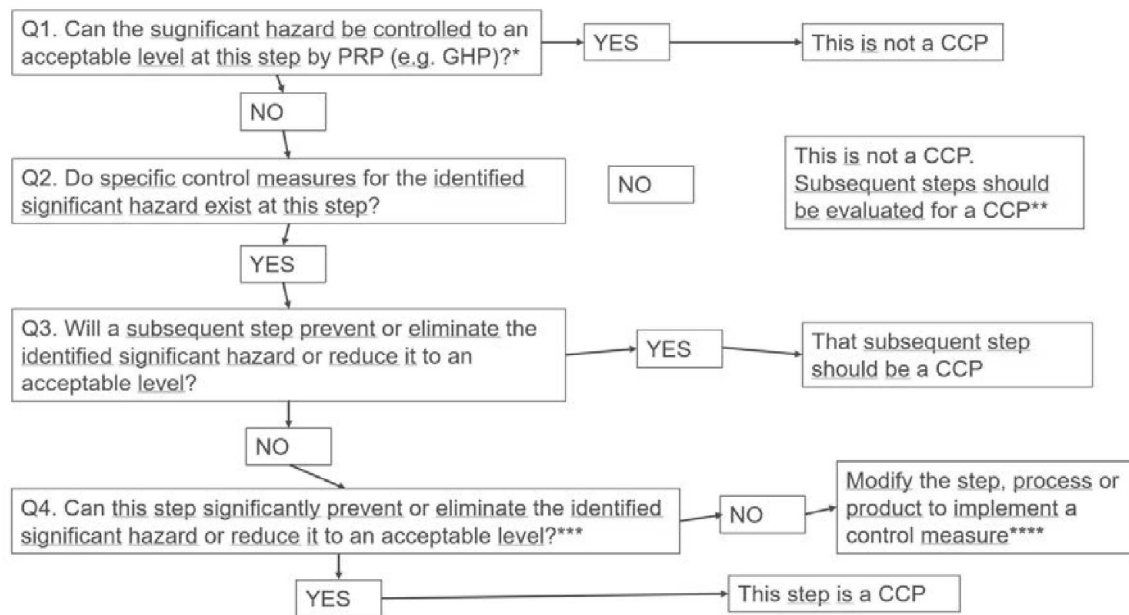 Q1. Can the sugnificant hazard be controlled to an
acceptable level at this step by PRP (e.g. GHP)?*
YES
This is not a CCP
NO
Q2. Do specific control measures for the identified
significant hazard exist at this step?
NO
This is not a CCP.
Subsequent steps should
be evaluated for a CCP**
YES
Q3. Will a subsequent step prevent or eliminate the
identified significant hazard or reduce it to an
acceptable level?
YES
That subsequent step
should be a CCP
NO
Q4. Can this step significantly prevent or eliminate the identified
significant hazard or reduce it to an acceptable level?***
NO
Modify the step, process or
product to implement a
control measure****
YES
This step is a CCP